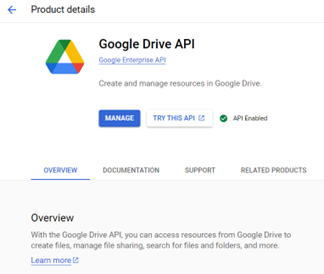 Product details
Google Drive API
Google Enterprise API
Create and manage resources in Google Drive.
MANAGE
TRY THIS API
API Enabled
OVERVIEW
DOCUMENTATION
SUPPORT
RELATED PRODUCTS
Overview
With the Google Drive API, you can access resources from Google Drive to
create files, manage file sharing, search for files and folders, and more.
Learn more